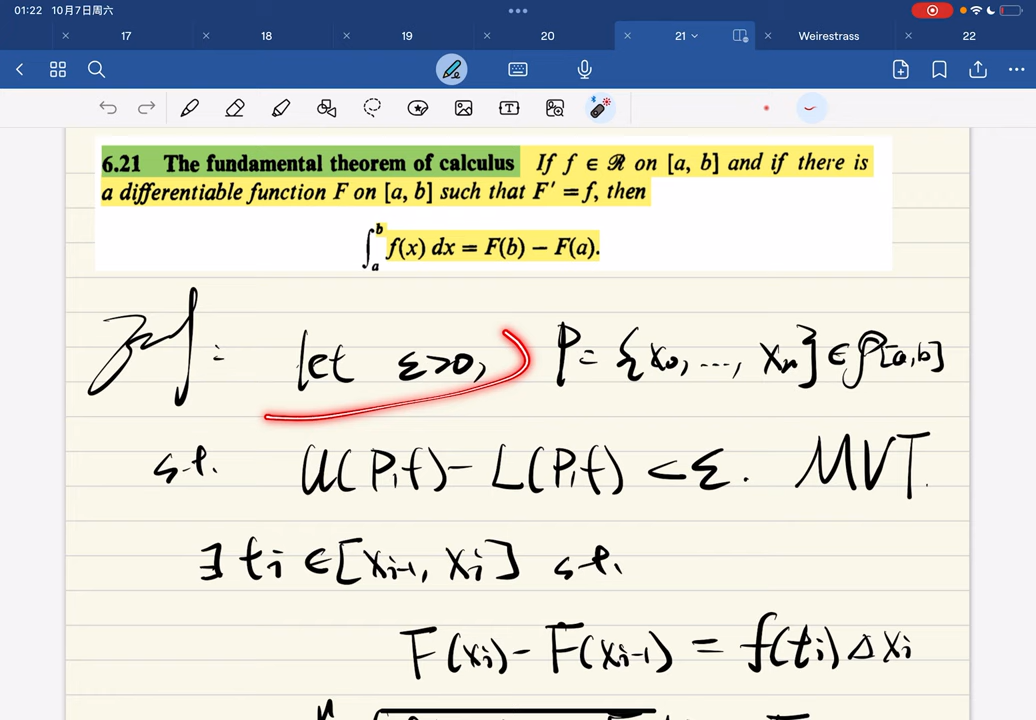 01:22 10月7日周六
17 18 19 20 21 Weirestrass 22
6.21 The fundamental theorem of calculus If f ∈ ℛ on [a, b] and if there is
a differentiable function F on [a, b] such that F′ = f, then
∫_a^b f(x) dx = F(b) − F(a).
let ε>0, P = {x₀, ..., xₙ} ∈ 𝒫[a,b]
s.t. U(P,f) − L(P,f) < ε. MVT.
∃ tᵢ ∈ [xᵢ₋₁, xᵢ] s.t.
F(xᵢ) − F(xᵢ₋₁) = f(tᵢ) Δxᵢ